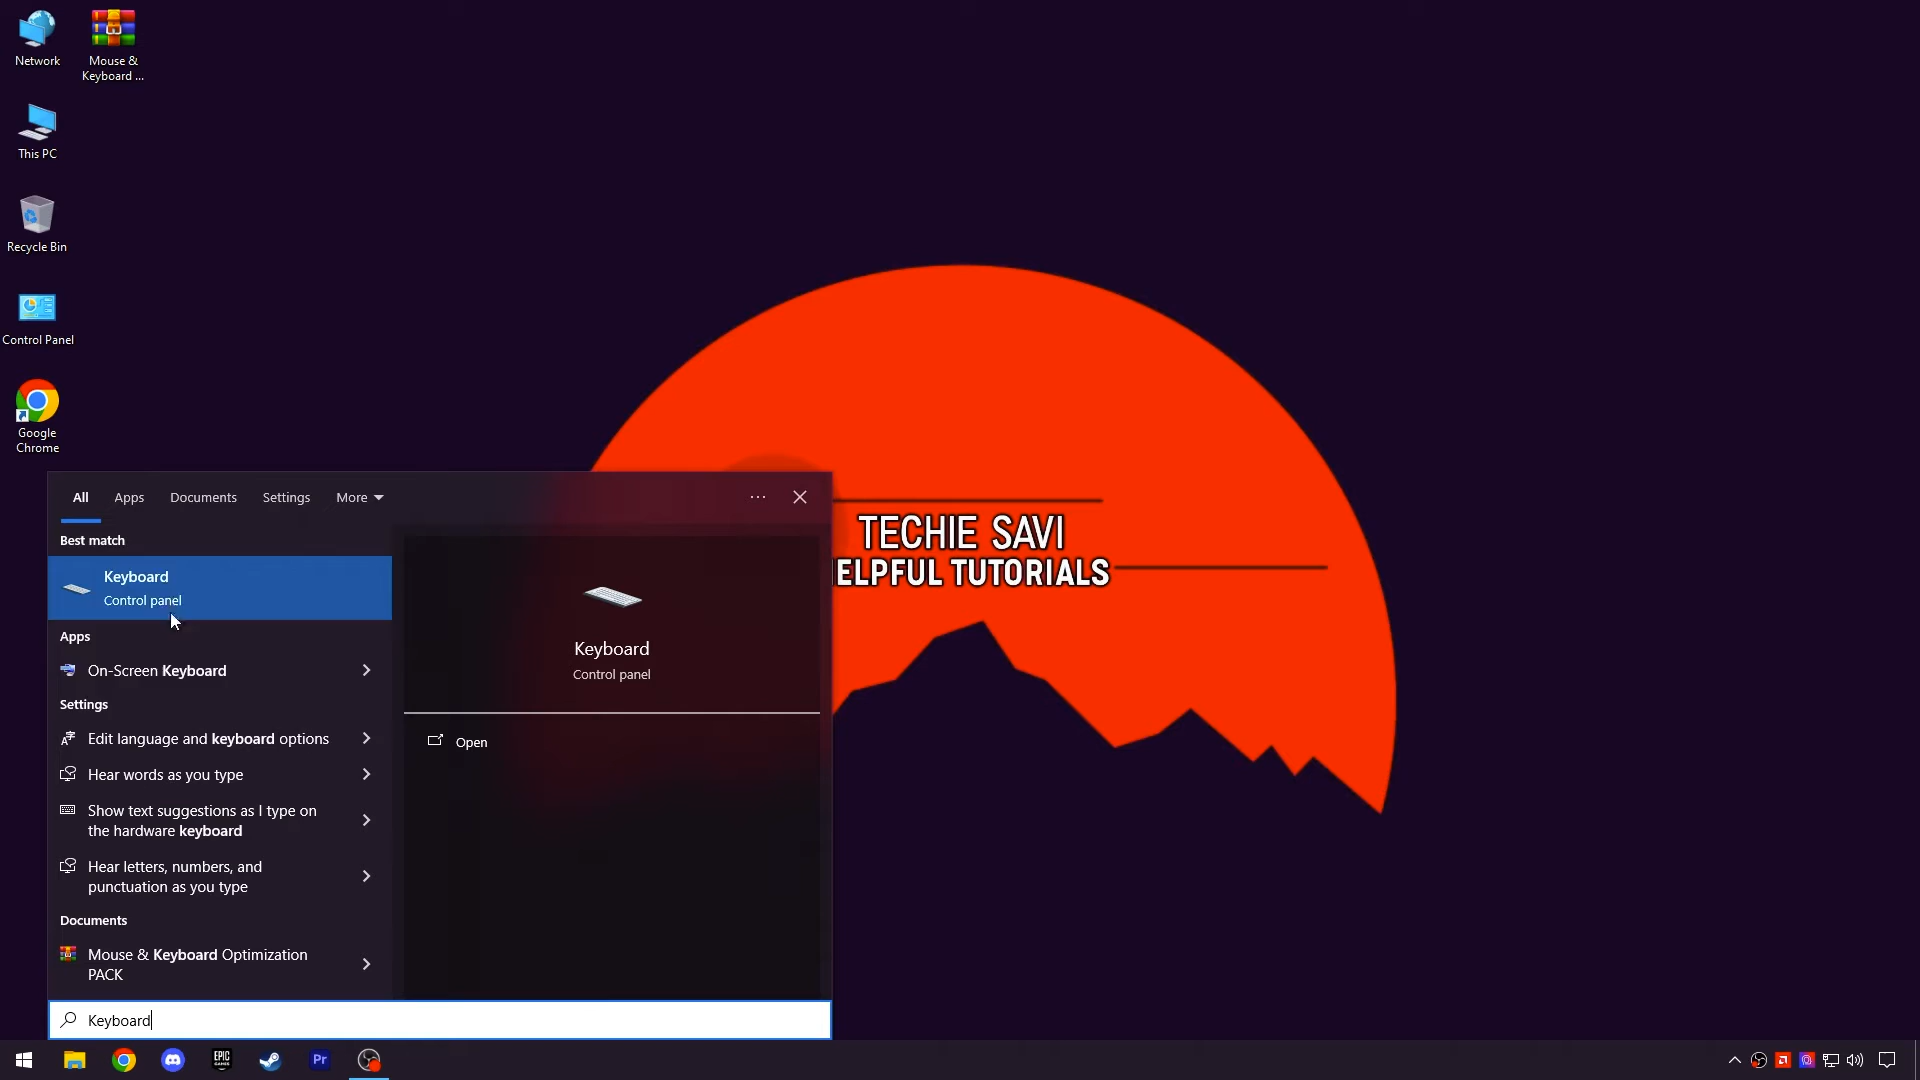 Network
Mouse &
Keyboard ...
This PC
Recycle Bin
Control Panel
Google
Chrome
All
Apps
Documents
Settings
More
Best match
Keyboard
Control panel
Apps
On-Screen Keyboard
Settings
Edit language and keyboard options
Hear words as you type
Show text suggestions as I type on
the hardware keyboard
Hear letters, numbers, and
punctuation as you type
Documents
Mouse & Keyboard Optimization
PACK
Keyboard
Keyboard
Control panel
Open
TECHIE SAVI
ELPFUL TUTORIALS
EPIC
GAMES
Pr